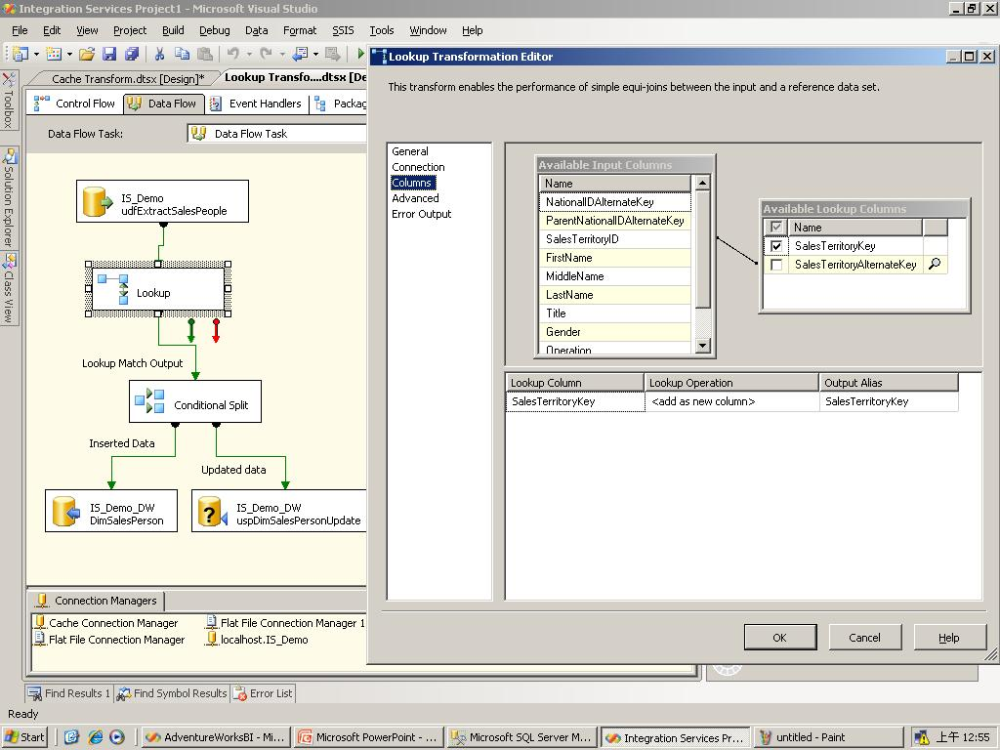 Integration Services Project1 - Microsoft Visual Studio
File Edit View Project Build Debug Data Format SSIS Tools Window Help
Cache Transform.dtsx [Design]* Lookup Transfo....dtsx [De
Control Flow Data Flow Event Handlers Packag
Data Flow Task: Data Flow Task
Toolbox
Solution Explorer
Class View
IS_Demo
udfExtractSalesPeople
Lookup
Lookup Match Output
Conditional Split
Inserted Data
Updated data
IS_Demo_DW
DimSalesPerson
IS_Demo_DW
uspDimSalesPersonUpdate
Connection Managers
Cache Connection Manager Flat File Connection Manager 1
Flat File Connection Manager localhost.IS_Demo
Lookup Transformation Editor
This transform enables the performance of simple equi-joins between the input and a reference data set.
General
Connection
Columns
Advanced
Error Output
Available Input Columns
Name
NationalIDAlternateKey
ParentNationalIDAlternateKey
SalesTerritoryID
FirstName
MiddleName
LastName
Title
Gender
Operation
Available Lookup Columns
Name
SalesTerritoryKey
SalesTerritoryAlternateKey
Lookup Column Lookup Operation Output Alias
SalesTerritoryKey <add as new column> SalesTerritoryKey
OK Cancel Help
Find Results 1 Find Symbol Results Error List
Ready
Start AdventureWorksBI - Mi... Microsoft PowerPoint - ... Microsoft SQL Server M... Integration Services Pr... untitled - Paint 上午 12:55